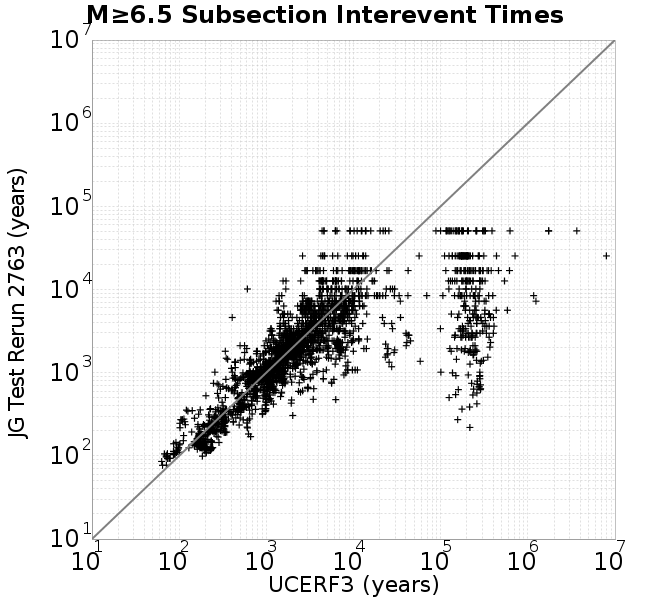 M≥6.5 Subsection Interevent Times
10^7
10^6
10^5
10^4
10^3
10^2
10^1
JG Test Rerun 2763 (years)
10^1 10^2 10^3 10^4 10^5 10^6 10^7
UCERF3 (years)